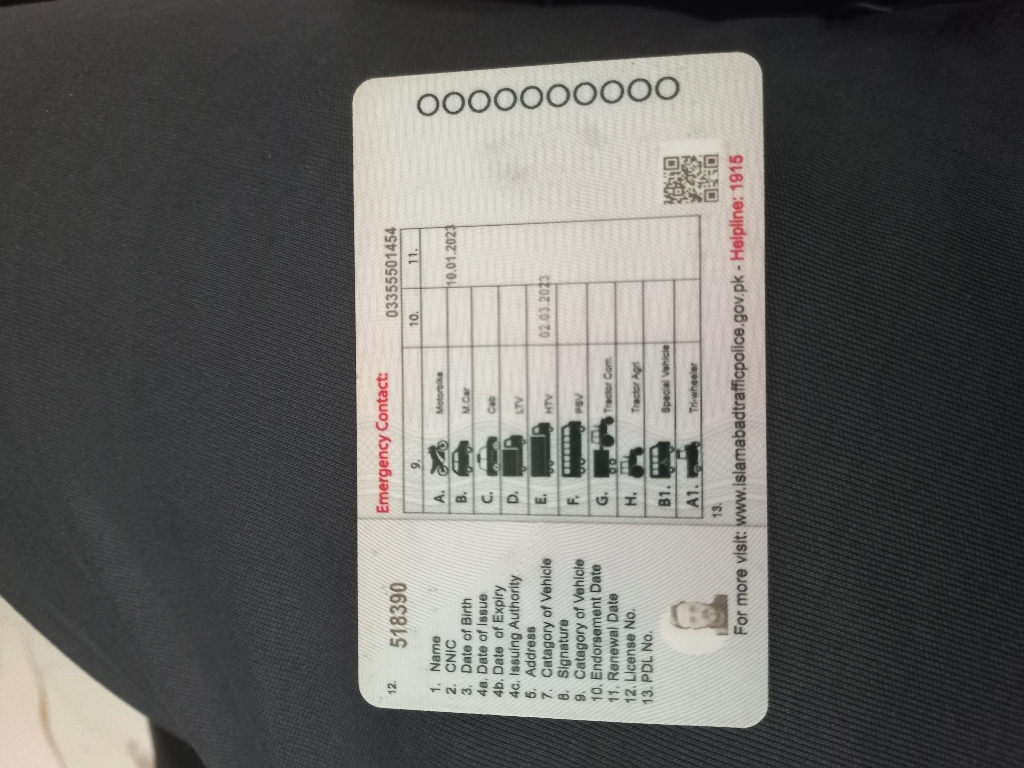 12. 518390
1. Name
2. CNIC
3. Date of Birth
4a. Date of Issue
4b. Date of Expiry
4c. Issuing Authority
5. Address
7. Catagory of Vehicle
8. Signature
9. Catagory of Vehicle
10. Endorsement Date
11. Renewal Date
12. License No.
13. PDL No.
Emergency Contact: 03355501454
9. 10. 11.
A. Motorbike
B. M.Car 10.01.2023
C. Cab
D. LTV
E. HTV 02.03.2023
F. PSV
G. Tractor Com.
H. Tractor Agri
B1. Special Vehicle
A1. Tri-wheeler
13.
For more visit: www.islamabadtrafficpolice.gov.pk - Helpline: 1915